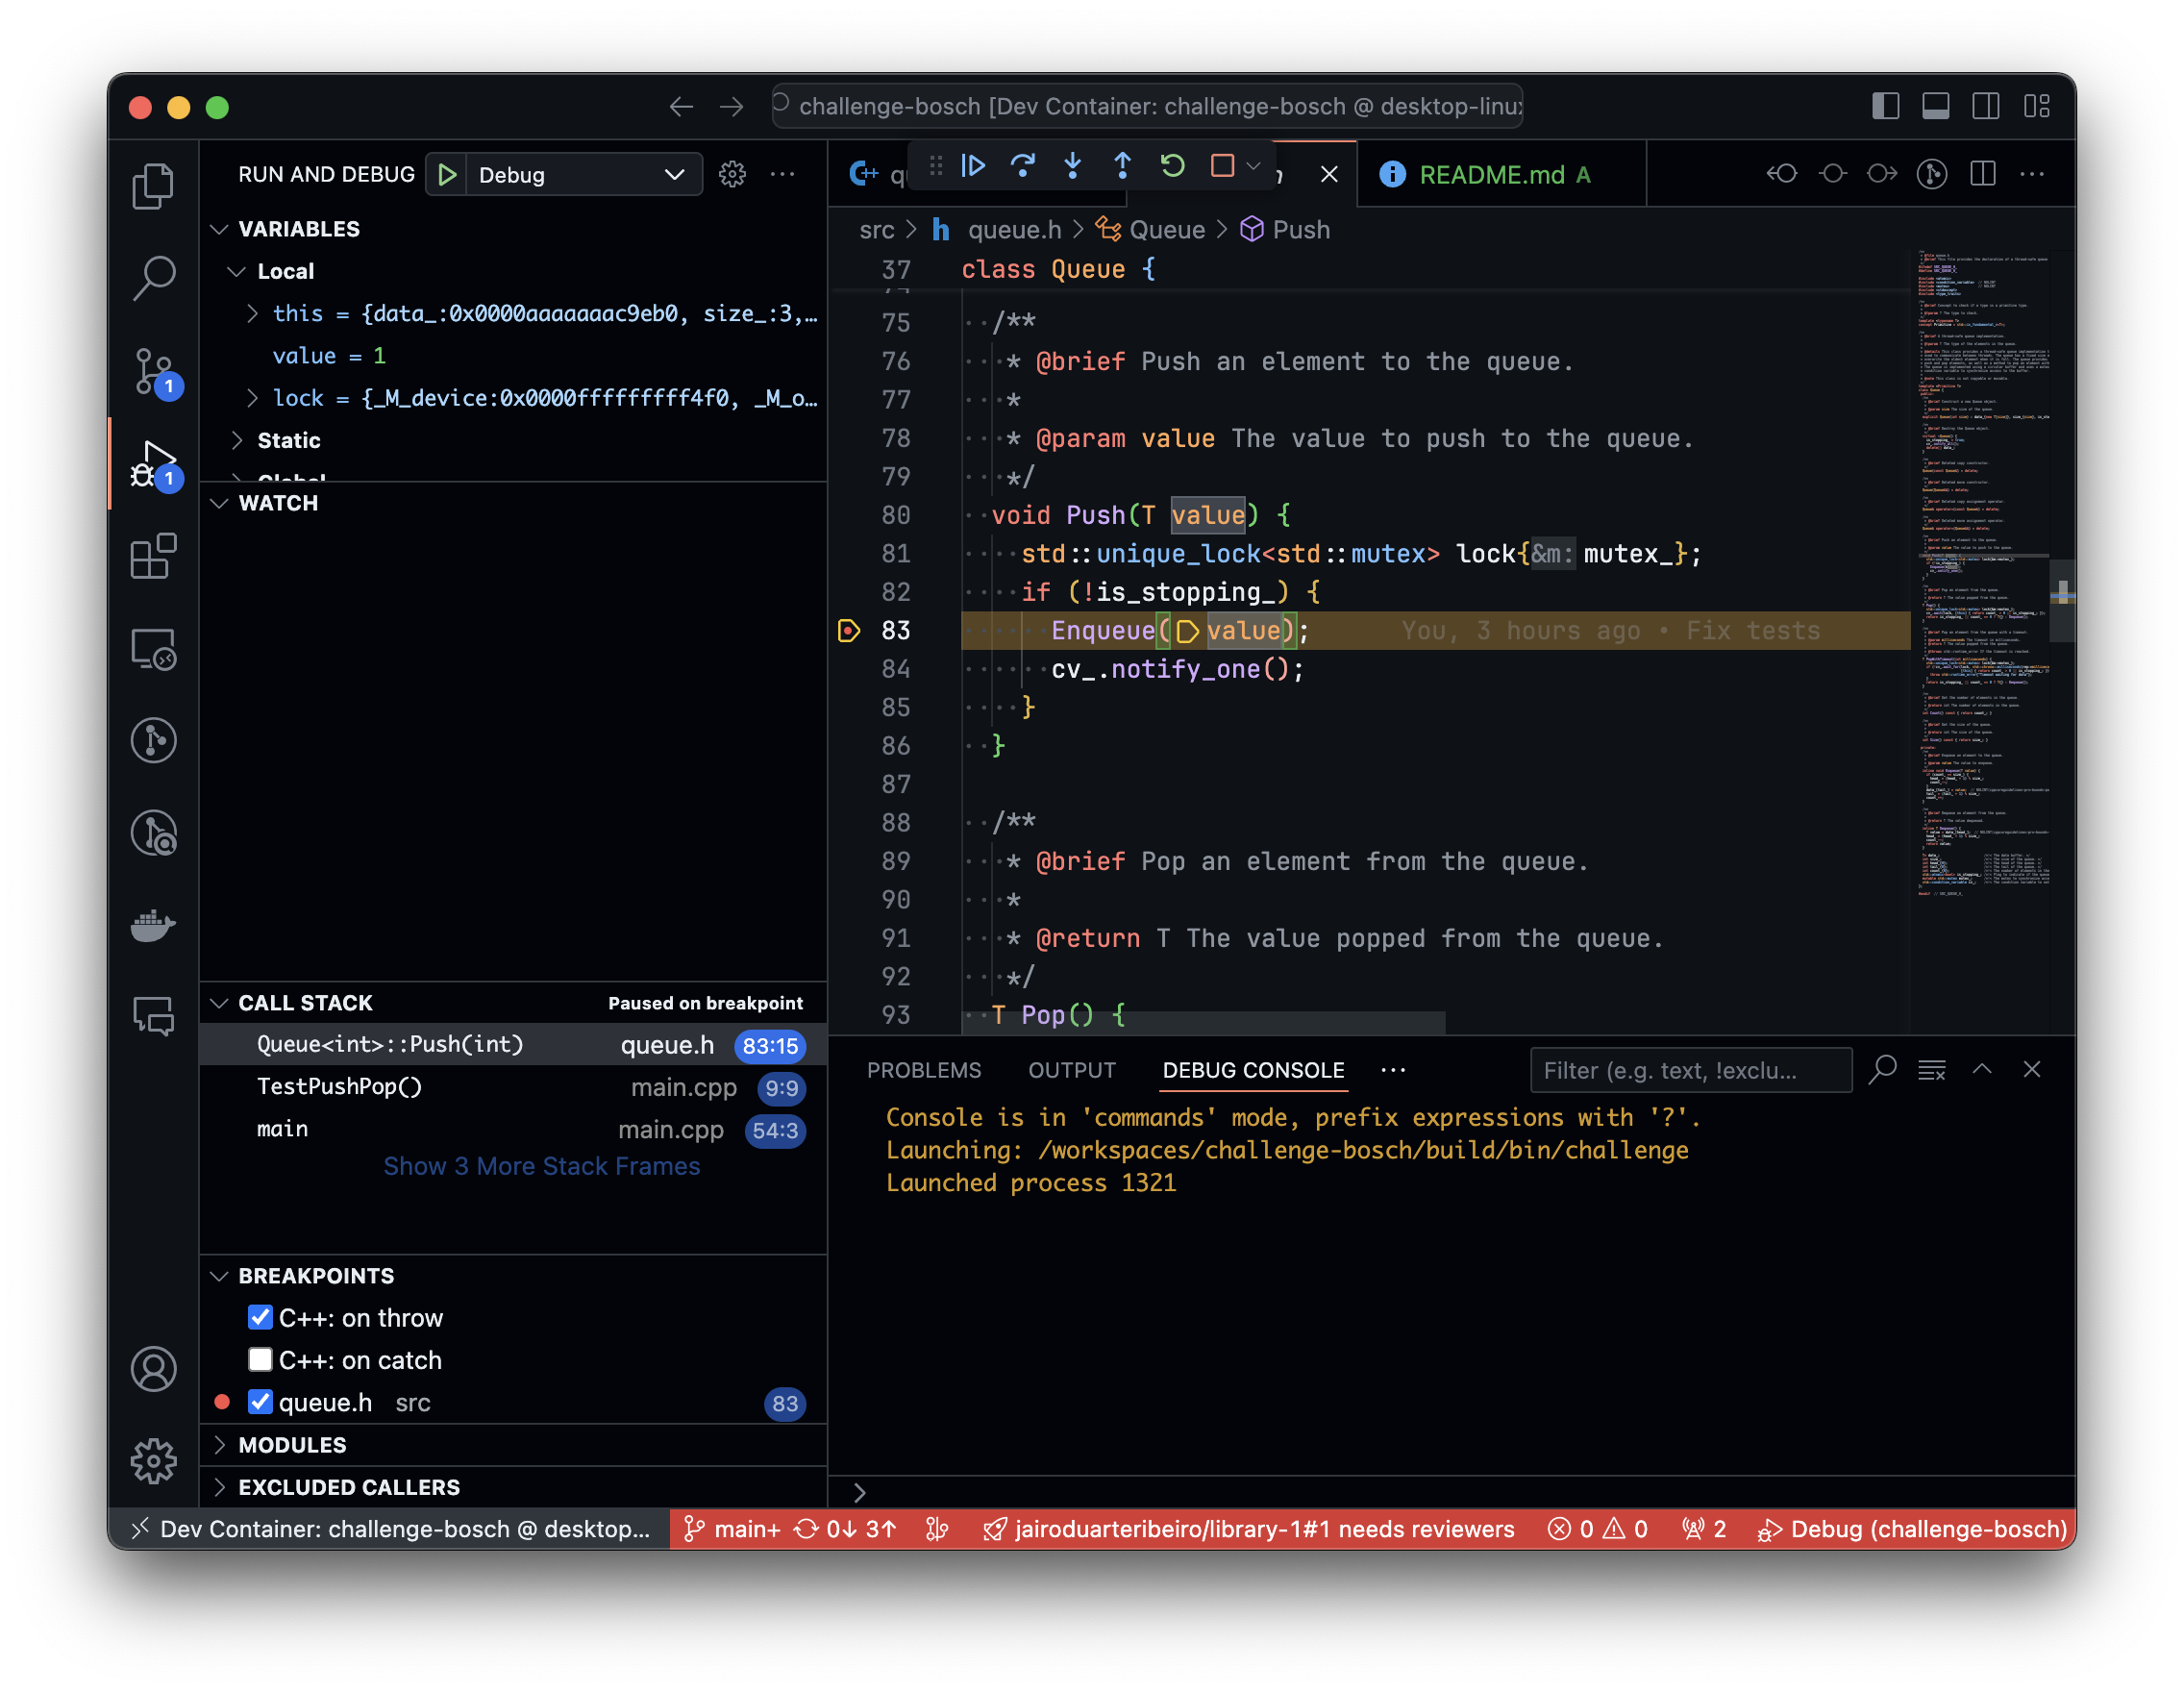 challenge-bosch [Dev Container: challenge-bosch @ desktop-linux
RUN AND DEBUG
Debug
README.md A
VARIABLES
Local
this = {data_:0x0000aaaaaaac9eb0, size_:3,…
value = 1
lock = {_M_device:0x0000fffffffff4f0, _M_o…
Static
Global
WATCH
CALL STACK Paused on breakpoint
Queue<int>::Push(int) queue.h 83:15
TestPushPop() main.cpp 9:9
main main.cpp 54:3
Show 3 More Stack Frames
BREAKPOINTS
C++: on throw
C++: on catch
queue.h src 83
MODULES
EXCLUDED CALLERS
1
1
src > h queue.h > Queue > Push
37 class Queue {
75 /**
76 * @brief Push an element to the queue.
77 *
78 * @param value The value to push to the queue.
79 */
80 void Push(T value) {
81 std::unique_lock<std::mutex> lock{&m: mutex_};
82 if (!is_stopping_) {
83 Enqueue(value); You, 3 hours ago • Fix tests
84 cv_.notify_one();
85 }
86 }
87
88 /**
89 * @brief Pop an element from the queue.
90 *
91 * @return T The value popped from the queue.
92 */
93 T Pop() {
PROBLEMS OUTPUT DEBUG CONSOLE ···
Filter (e.g. text, !exclu...
Console is in 'commands' mode, prefix expressions with '?'.
Launching: /workspaces/challenge-bosch/build/bin/challenge
Launched process 1321
>
Dev Container: challenge-bosch @ desktop... main+ 0↓ 3↑ jairoduarteribeiro/library-1#1 needs reviewers 0 0 2 Debug (challenge-bosch)